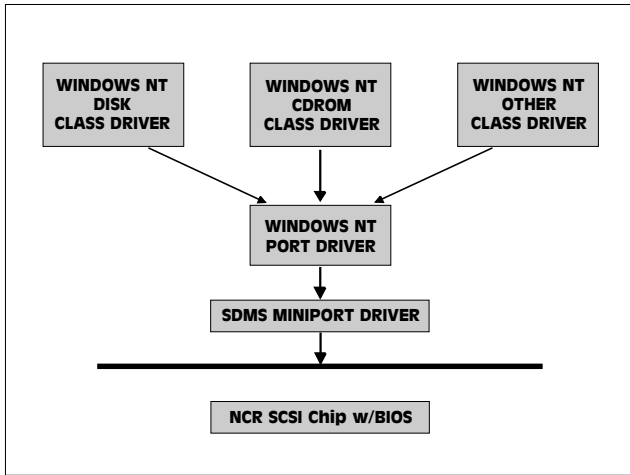 WINDOWS NT
DISK
CLASS DRIVER
WINDOWS NT
CDROM
CLASS DRIVER
WINDOWS NT
OTHER
CLASS DRIVER
WINDOWS NT
PORT DRIVER
SDMS MINIPORT DRIVER
NCR SCSI Chip w/BIOS